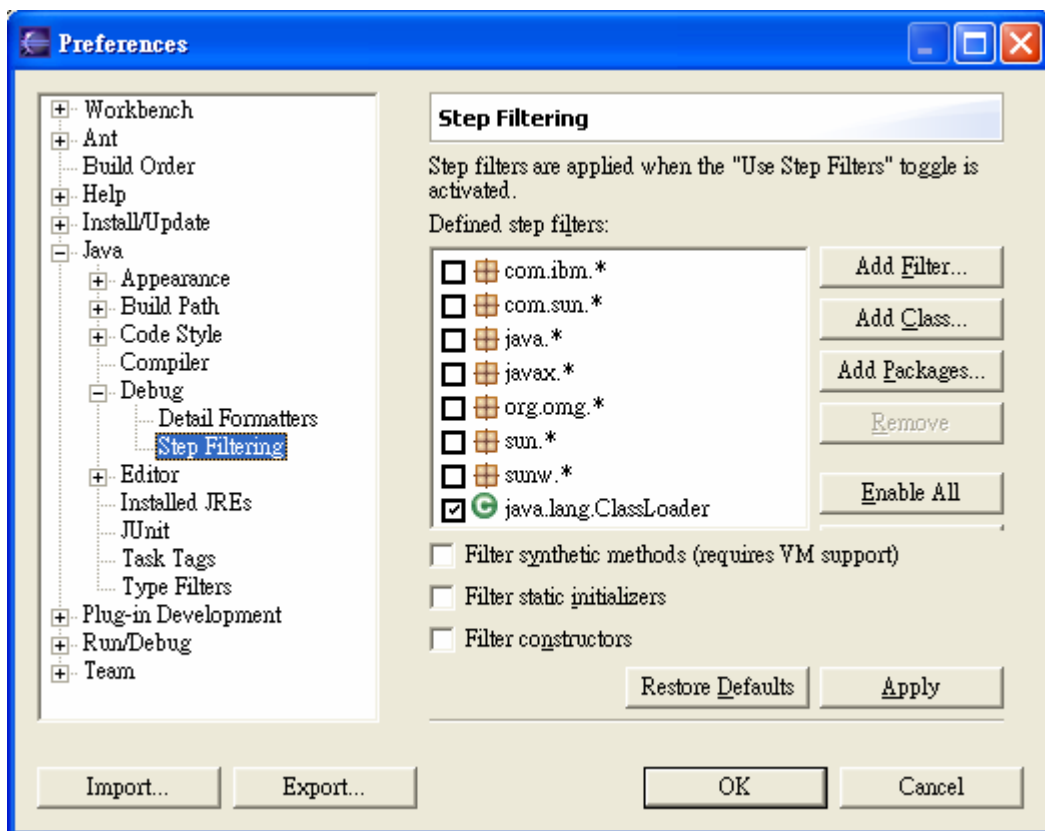 Preferences
Workbench
Ant
Build Order
Help
Install/Update
Java
Appearance
Build Path
Code Style
Compiler
Debug
Detail Formatters
Step Filtering
Editor
Installed JREs
JUnit
Task Tags
Type Filters
Plug-in Development
Run/Debug
Team
Step Filtering
Step filters are applied when the "Use Step Filters" toggle is
activated.
Defined step filters:
com.ibm.*
com.sun.*
java.*
javax.*
org.omg.*
sun.*
sunw.*
java.lang.ClassLoader
Add Filter...
Add Class...
Add Packages...
Remove
Enable All
Filter synthetic methods (requires VM support)
Filter static initializers
Filter constructors
Restore Defaults
Apply
Import...
Export...
OK
Cancel